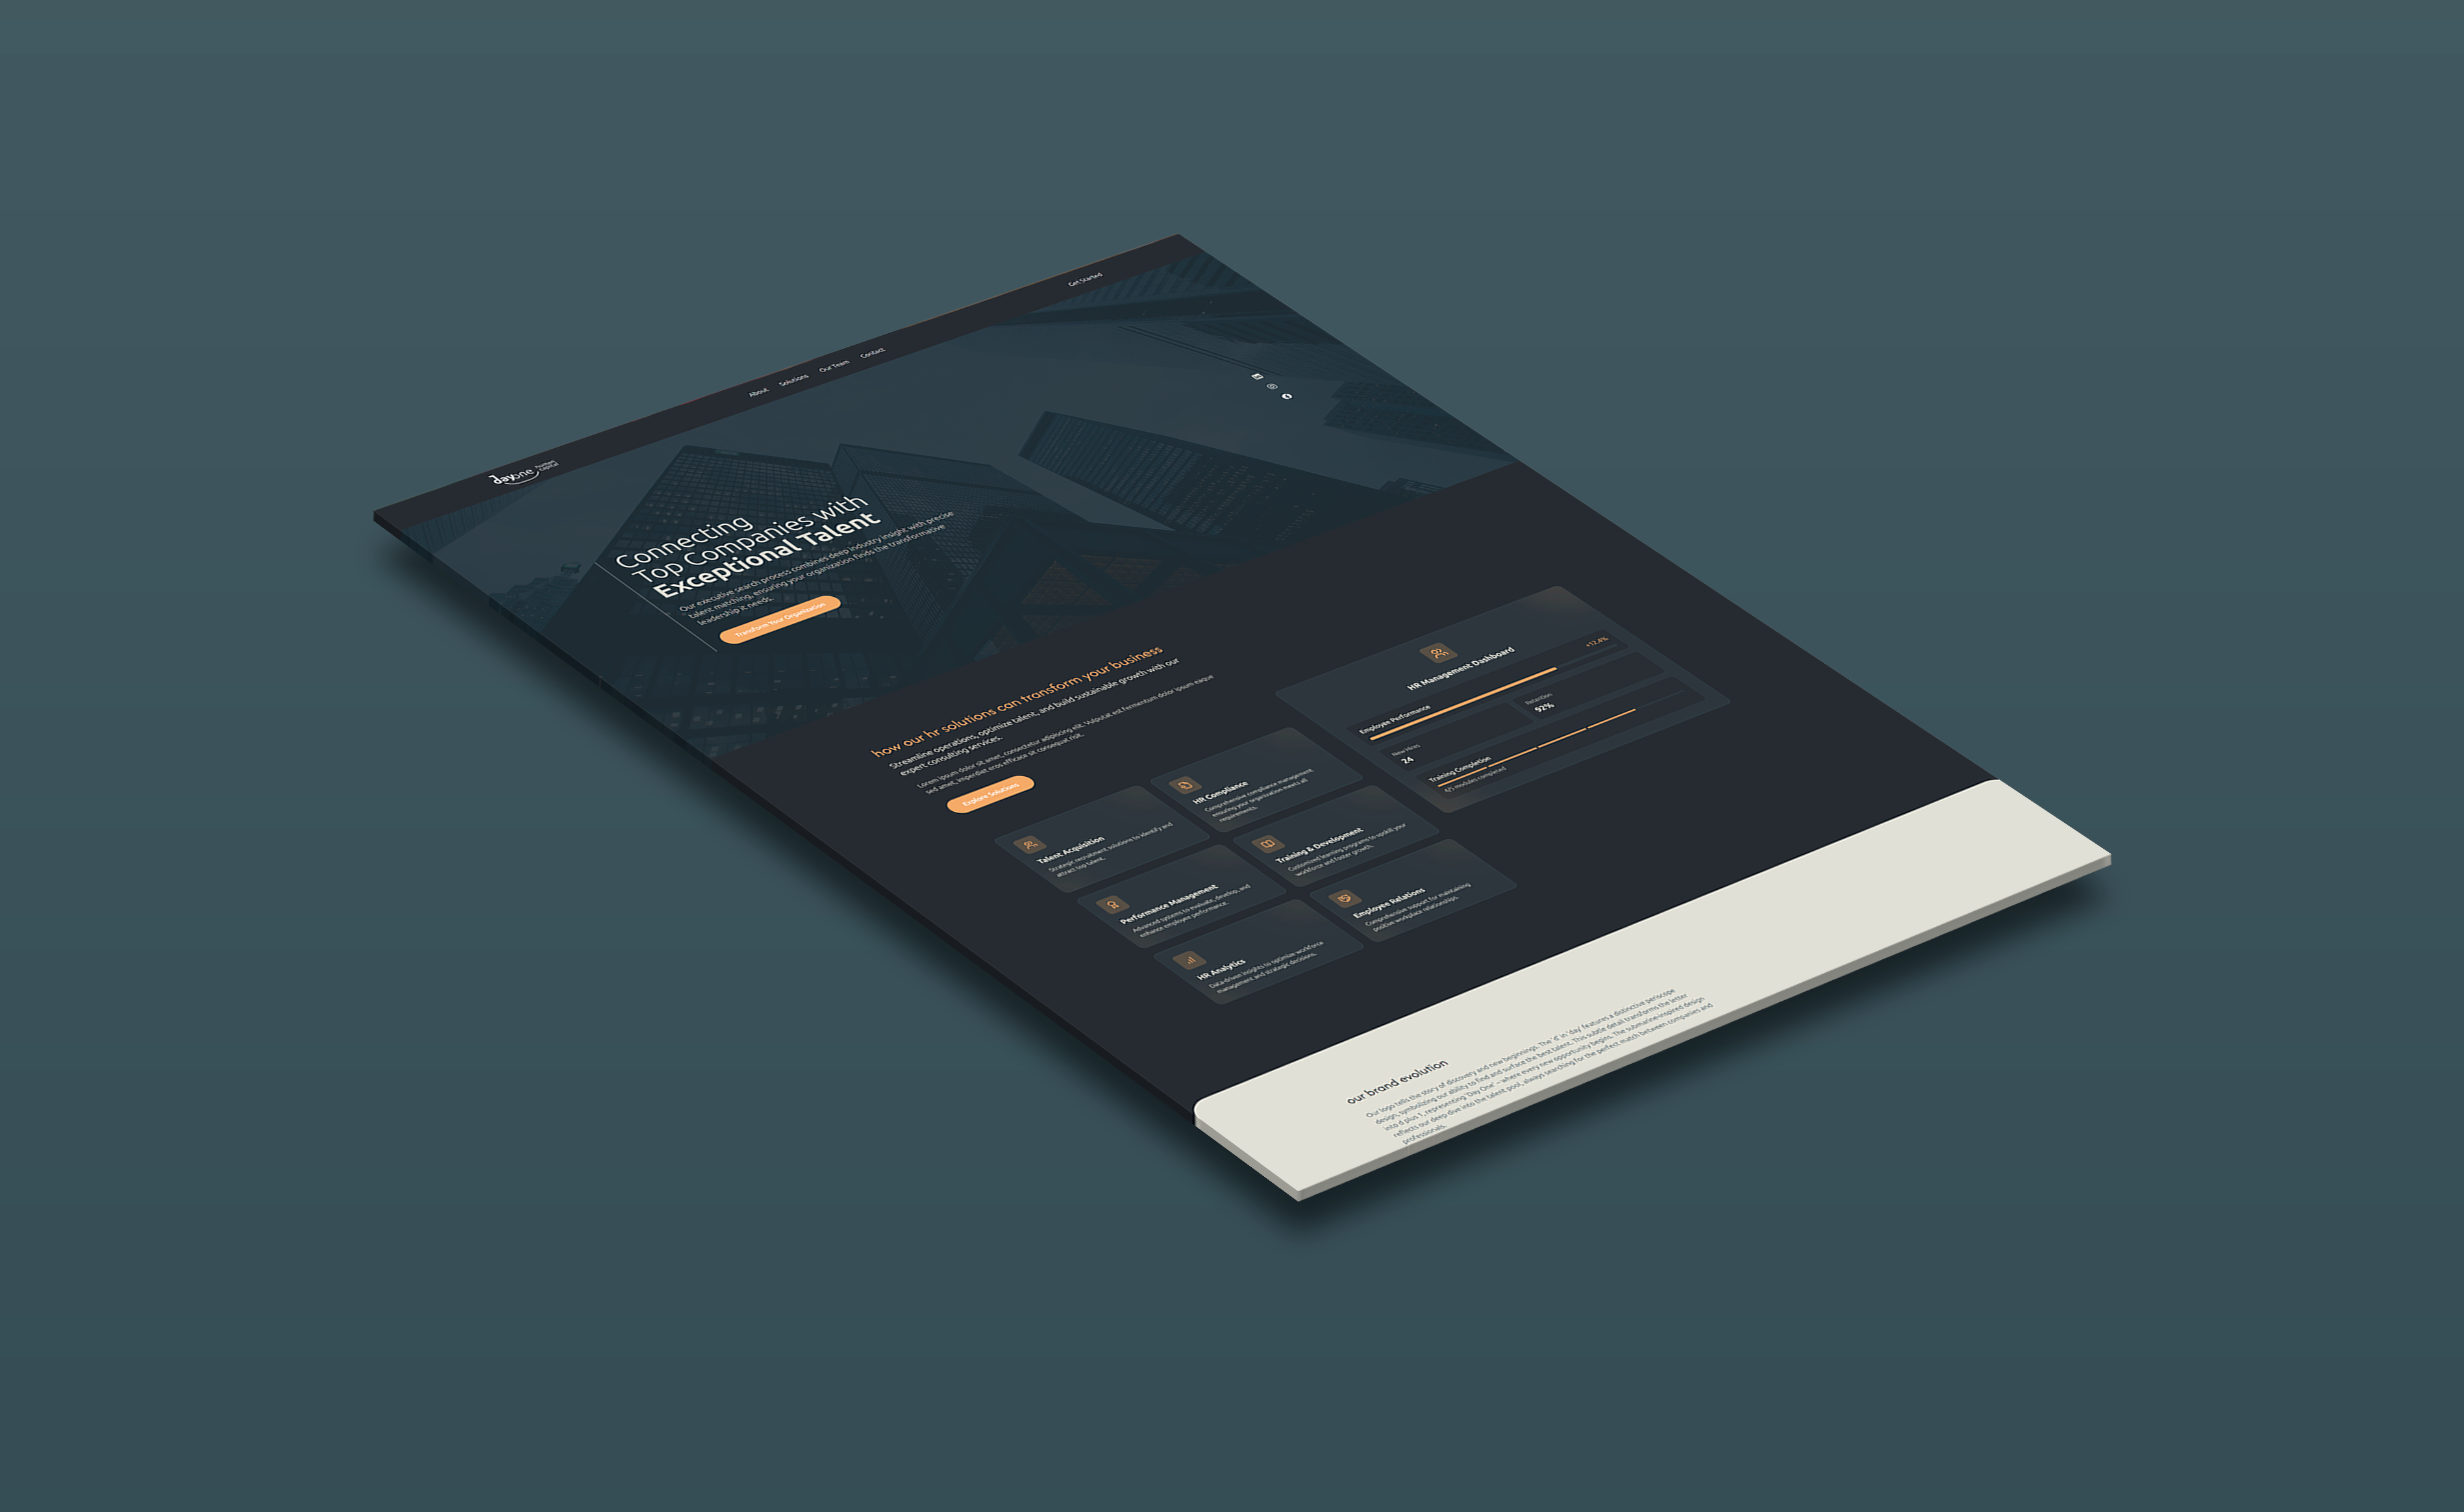 dayone human capital
About Solutions Our Team Contact
Get Started
Connecting
Top Companies with
Exceptional Talent
Our executive search process combines deep industry insight with precise
talent matching, ensuring your organization finds the transformative
leadership it needs.
Transform Your Organization
how our hr solutions can transform your business
Streamline operations, optimize talent, and build sustainable growth with our
expert consulting services.
Lorem ipsum dolor sit amet, consectetur adipiscing elit. Vulputat est fermentum dolor ipsum eaque
sed amet, imperdiet eros efficace sit consequat risit.
Explore Solutions
HR Management Dashboard
Employee Performance
+12.4%
New Hires
24
Retention
92%
Training Completion
4/5 modules completed
Talent Acquisition
Strategic recruitment solutions to identify and
attract top talent.
HR Compliance
Comprehensive compliance management
ensuring your organisation meets all
requirements.
Performance Management
Advanced systems to evaluate, develop, and
enhance employee performance.
Training & Development
Customized learning programs to upskill your
workforce and foster growth.
HR Analytics
Data-driven insights to optimise workforce
management and strategic decisions.
Employee Relations
Comprehensive support for maintaining
positive workplace relationships.
our brand evolution
Our logo tells the story of discovery and new beginnings. The 'd' in 'day' features a distinctive periscope
design, symbolizing our ability to find and surface the best talent. This subtle detail transforms the letter
into d plus 1, representing 'Day One'—where every new opportunity begins. The submarine-inspired design
reflects our deep dive into the talent pool, always searching for the perfect match between companies and
professionals.